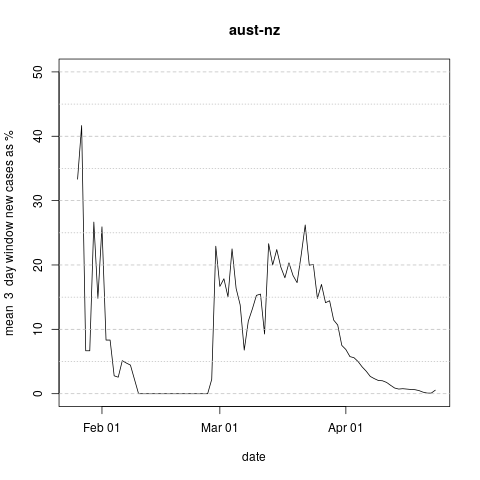 aust-nz
mean 3 day window new cases as %
50
40
30
20
10
0
Feb 01
Mar 01
Apr 01
date